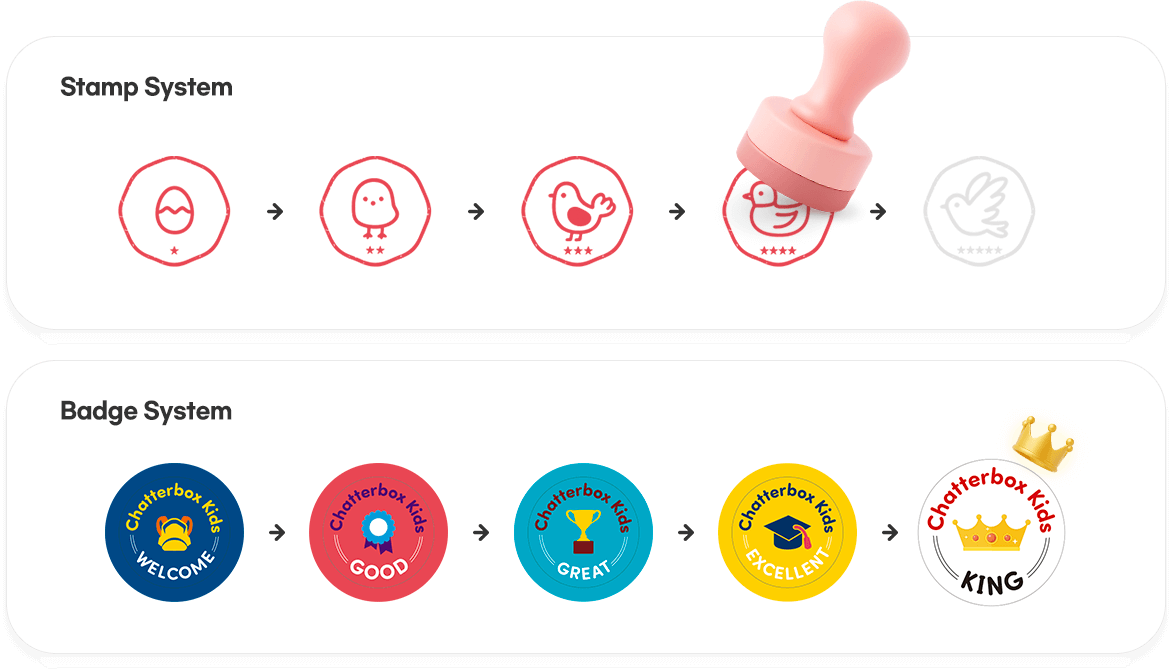 Stamp System
Badge System
Chatterbox Kids
WELCOME
Chatterbox Kids
GOOD
Chatterbox Kids
GREAT
Chatterbox Kids
EXCELLENT
Chatterbox Kids
KING